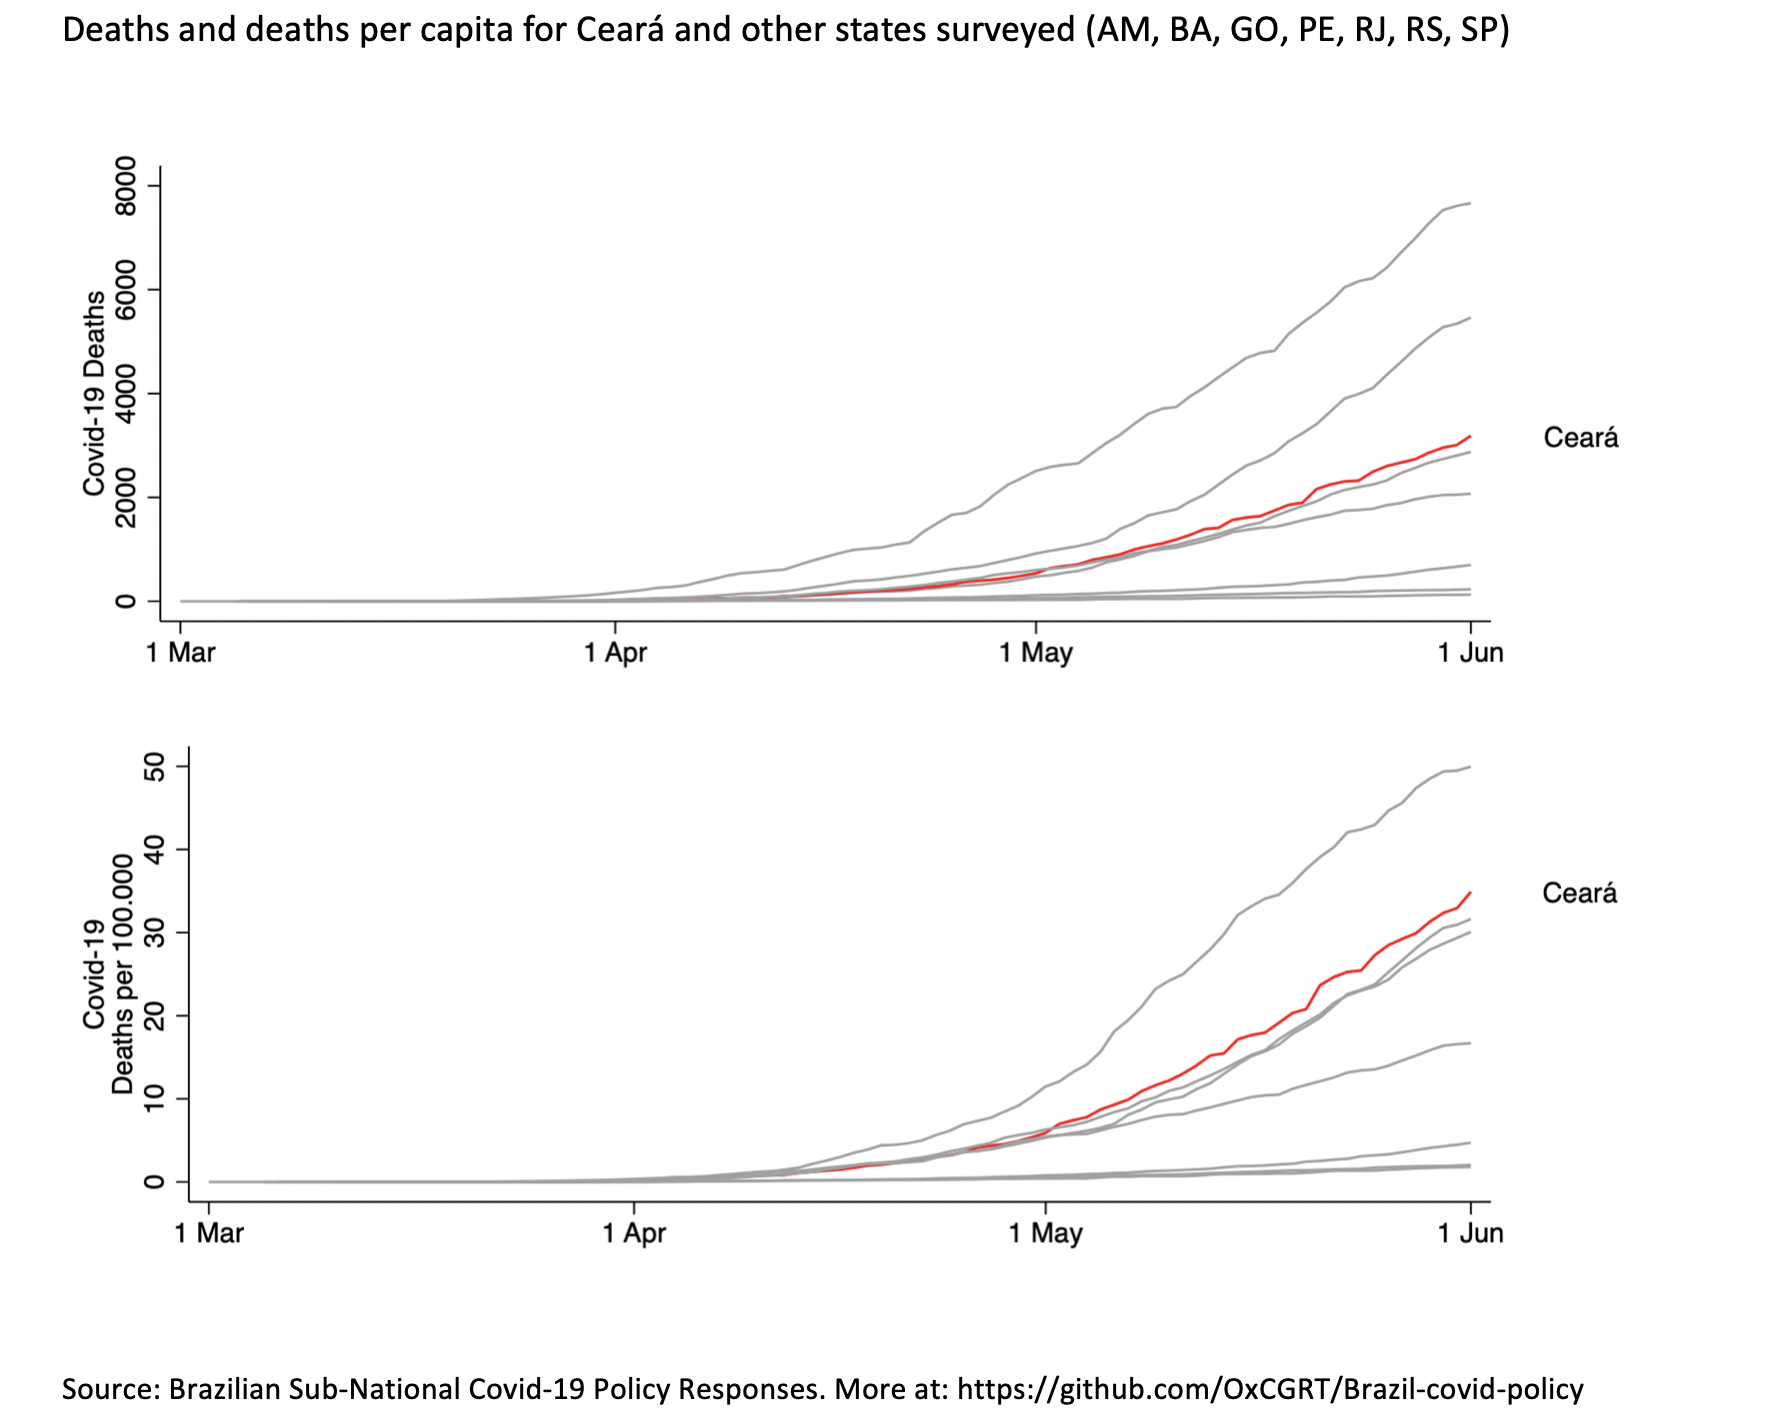 Deaths and deaths per capita for Ceará and other states surveyed (AM, BA, GO, PE, RJ, RS, SP)
Covid-19 Deaths
8000
6000
4000
2000
0
Ceará
1 Mar
1 Apr
1 May
1 Jun
Covid-19
Deaths per 100.000
50
40
30
20
10
0
Ceará
1 Mar
1 Apr
1 May
1 Jun
Source: Brazilian Sub-National Covid-19 Policy Responses. More at: https://github.com/OxCGRT/Brazil-covid-policy